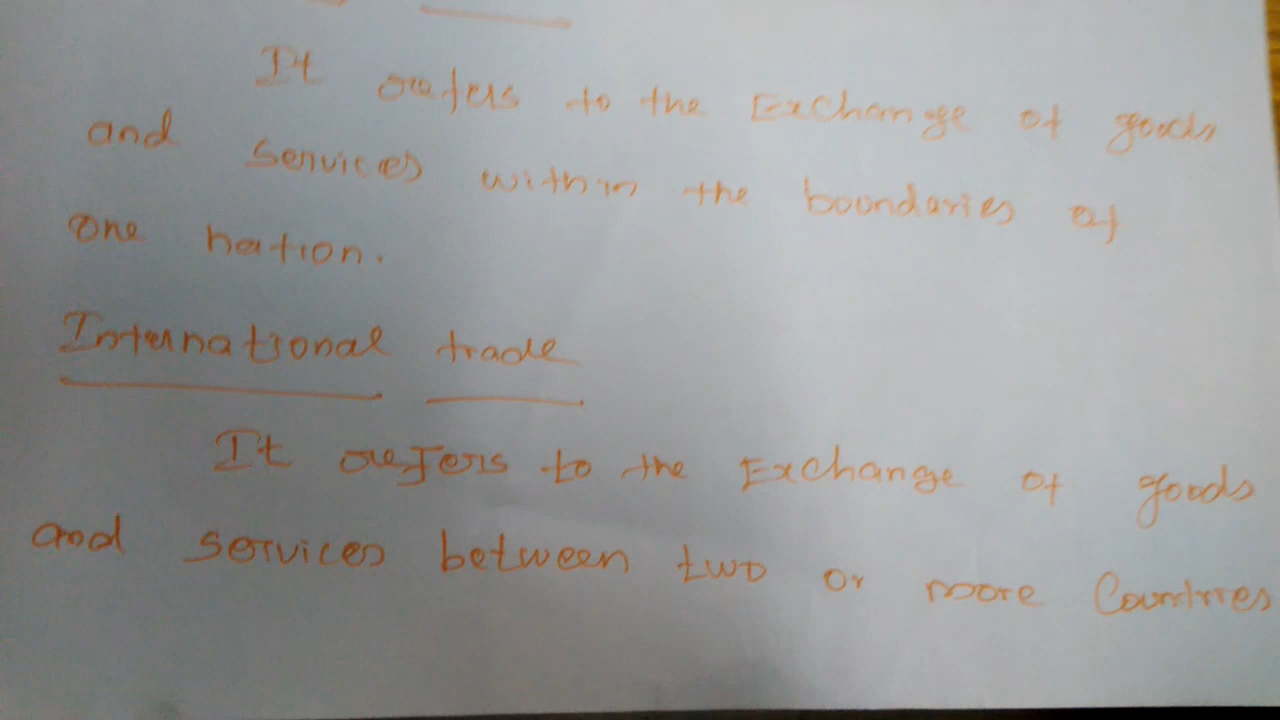 It refers to the Exchange of goods
and services within the boundaries of
one nation.
International trade
It refers to the Exchange of goods
and services between two or more Countries